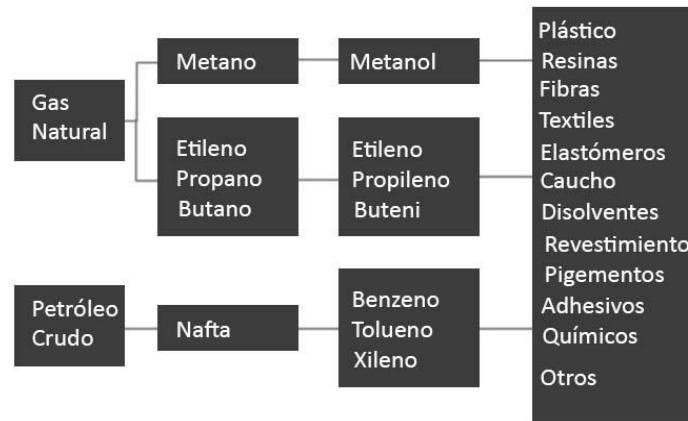 Gas
Natural
Metano
Metanol
Etileno
Propano
Butano
Etileno
Propileno
Buteni
Petróleo
Crudo
Nafta
Benzeno
Tolueno
Xileno
Plástico
Resinas
Fibras
Textiles
Elastómeros
Caucho
Disolventes
Revestimiento
Pigementos
Adhesivos
Químicos
Otros